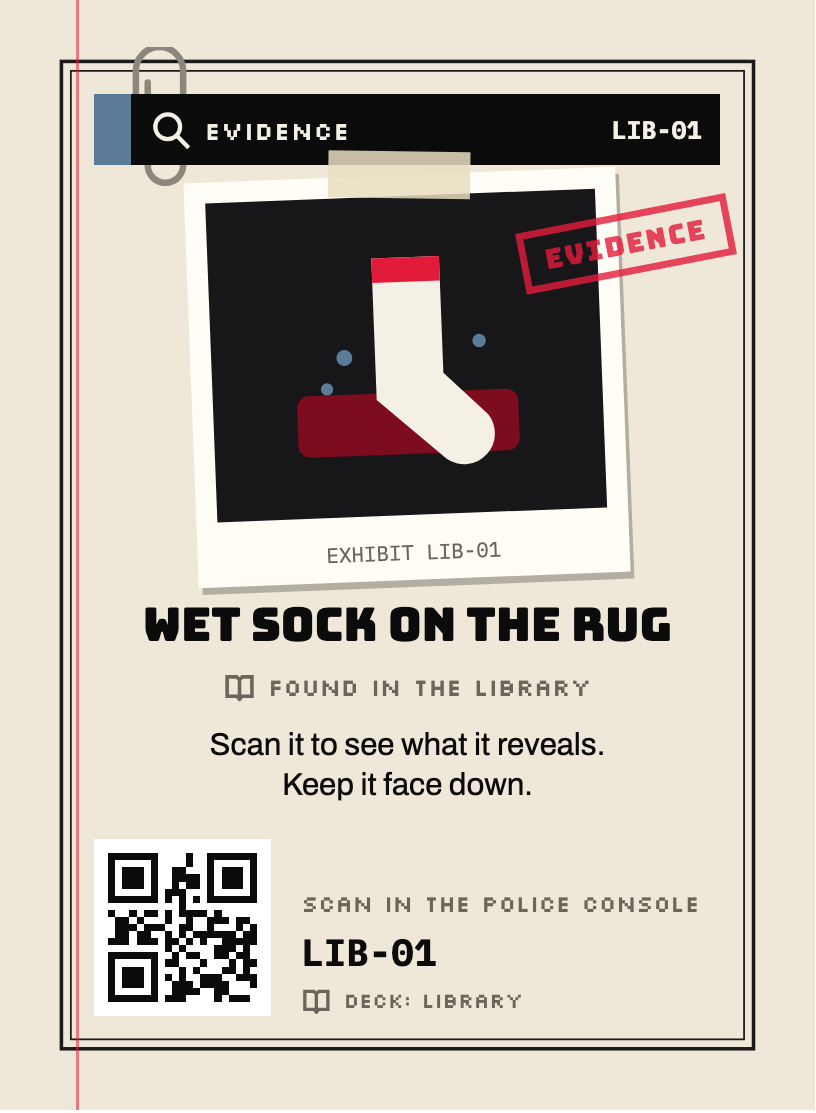 EVIDENCE
LIB-01
EVIDENCE
EXHIBIT LIB-01
WET SOCK ON THE RUG
FOUND IN THE LIBRARY
Scan it to see what it reveals.
Keep it face down.
SCAN IN THE POLICE CONSOLE
LIB-01
DECK: LIBRARY